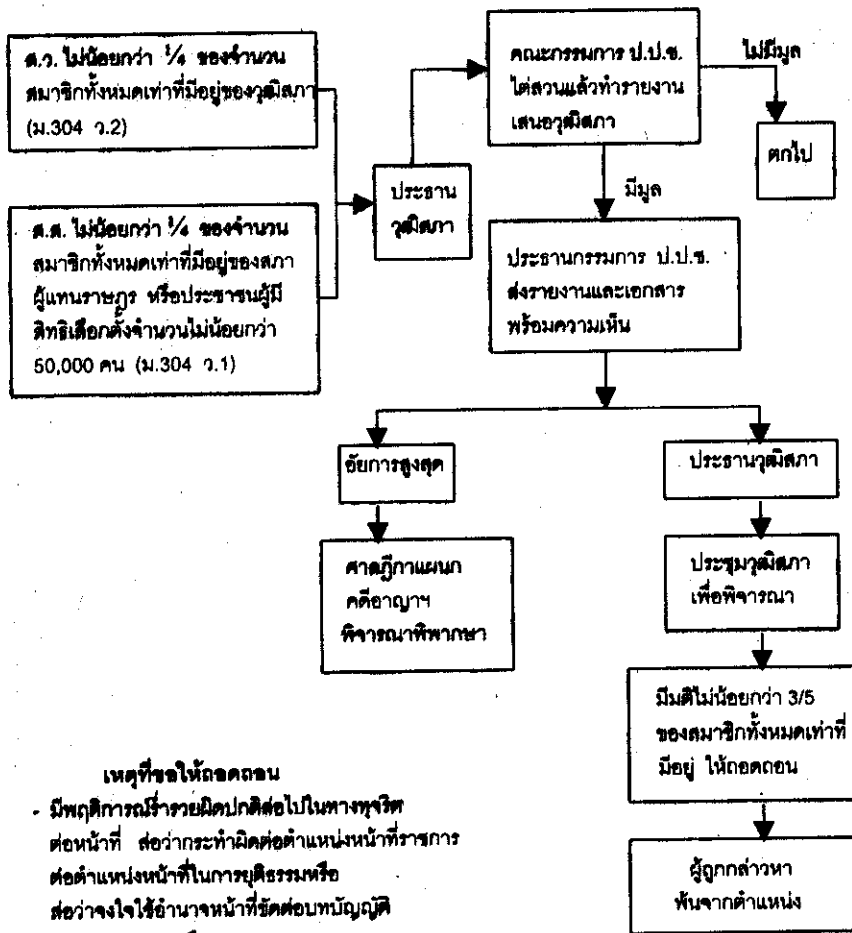 ส.ว. ไม่น้อยกว่า 1/4 ของจำนวน
สมาชิกทั้งหมดเท่าที่มีอยู่ของวุฒิสภา
(ม.304 ว.2)
ส.ส. ไม่น้อยกว่า 1/4 ของจำนวน
สมาชิกทั้งหมดเท่าที่มีอยู่ของสภา
ผู้แทนราษฎร หรือประชาชนผู้มี
สิทธิเลือกตั้งจำนวนไม่น้อยกว่า
50,000 คน (ม.304 ว.1)
ประธาน
วุฒิสภา
คณะกรรมการ ป.ป.ช.
ไต่สวนแล้วทำรายงาน
เสนอวุฒิสภา
ไม่มีมูล
ตกไป
มีมูล
ประธานกรรมการ ป.ป.ช.
ส่งรายงานและเอกสาร
พร้อมความเห็น
อัยการสูงสุด
ศาลฎีกาแผนก
คดีอาญาฯ
พิจารณาพิพากษา
ประธานวุฒิสภา
ประชุมวุฒิสภา
เพื่อพิจารณา
มีมติไม่น้อยกว่า 3/5
ของสมาชิกทั้งหมดเท่าที่
มีอยู่ ให้ถอดถอน
ผู้ถูกกล่าวหา
พ้นจากตำแหน่ง
เหตุที่ขอให้ถอดถอน
- มีพฤติการณ์ร่ำรวยผิดปกติส่อไปในทางทุจริต
ต่อหน้าที่ ส่อว่ากระทำผิดต่อตำแหน่งหน้าที่ราชการ
ต่อตำแหน่งหน้าที่ในการยุติธรรมหรือ
ส่อว่าจงใจใช้อำนาจหน้าที่ขัดต่อบทบัญญัติ